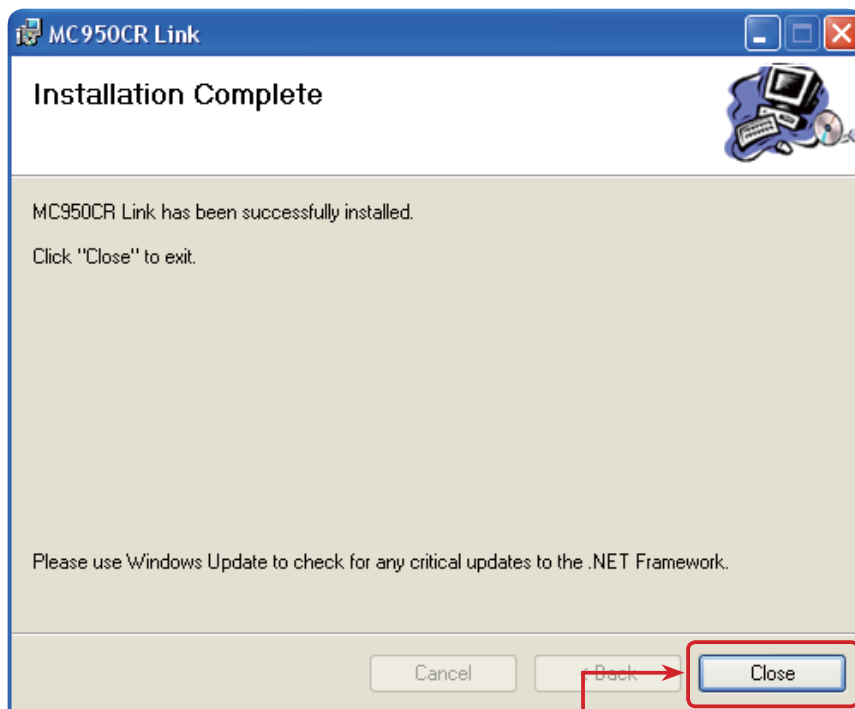 MC950CR Link
Installation Complete
MC950CR Link has been successfully installed.
Click "Close" to exit.
Please use Windows Update to check for any critical updates to the .NET Framework.
Cancel
< Back
Close